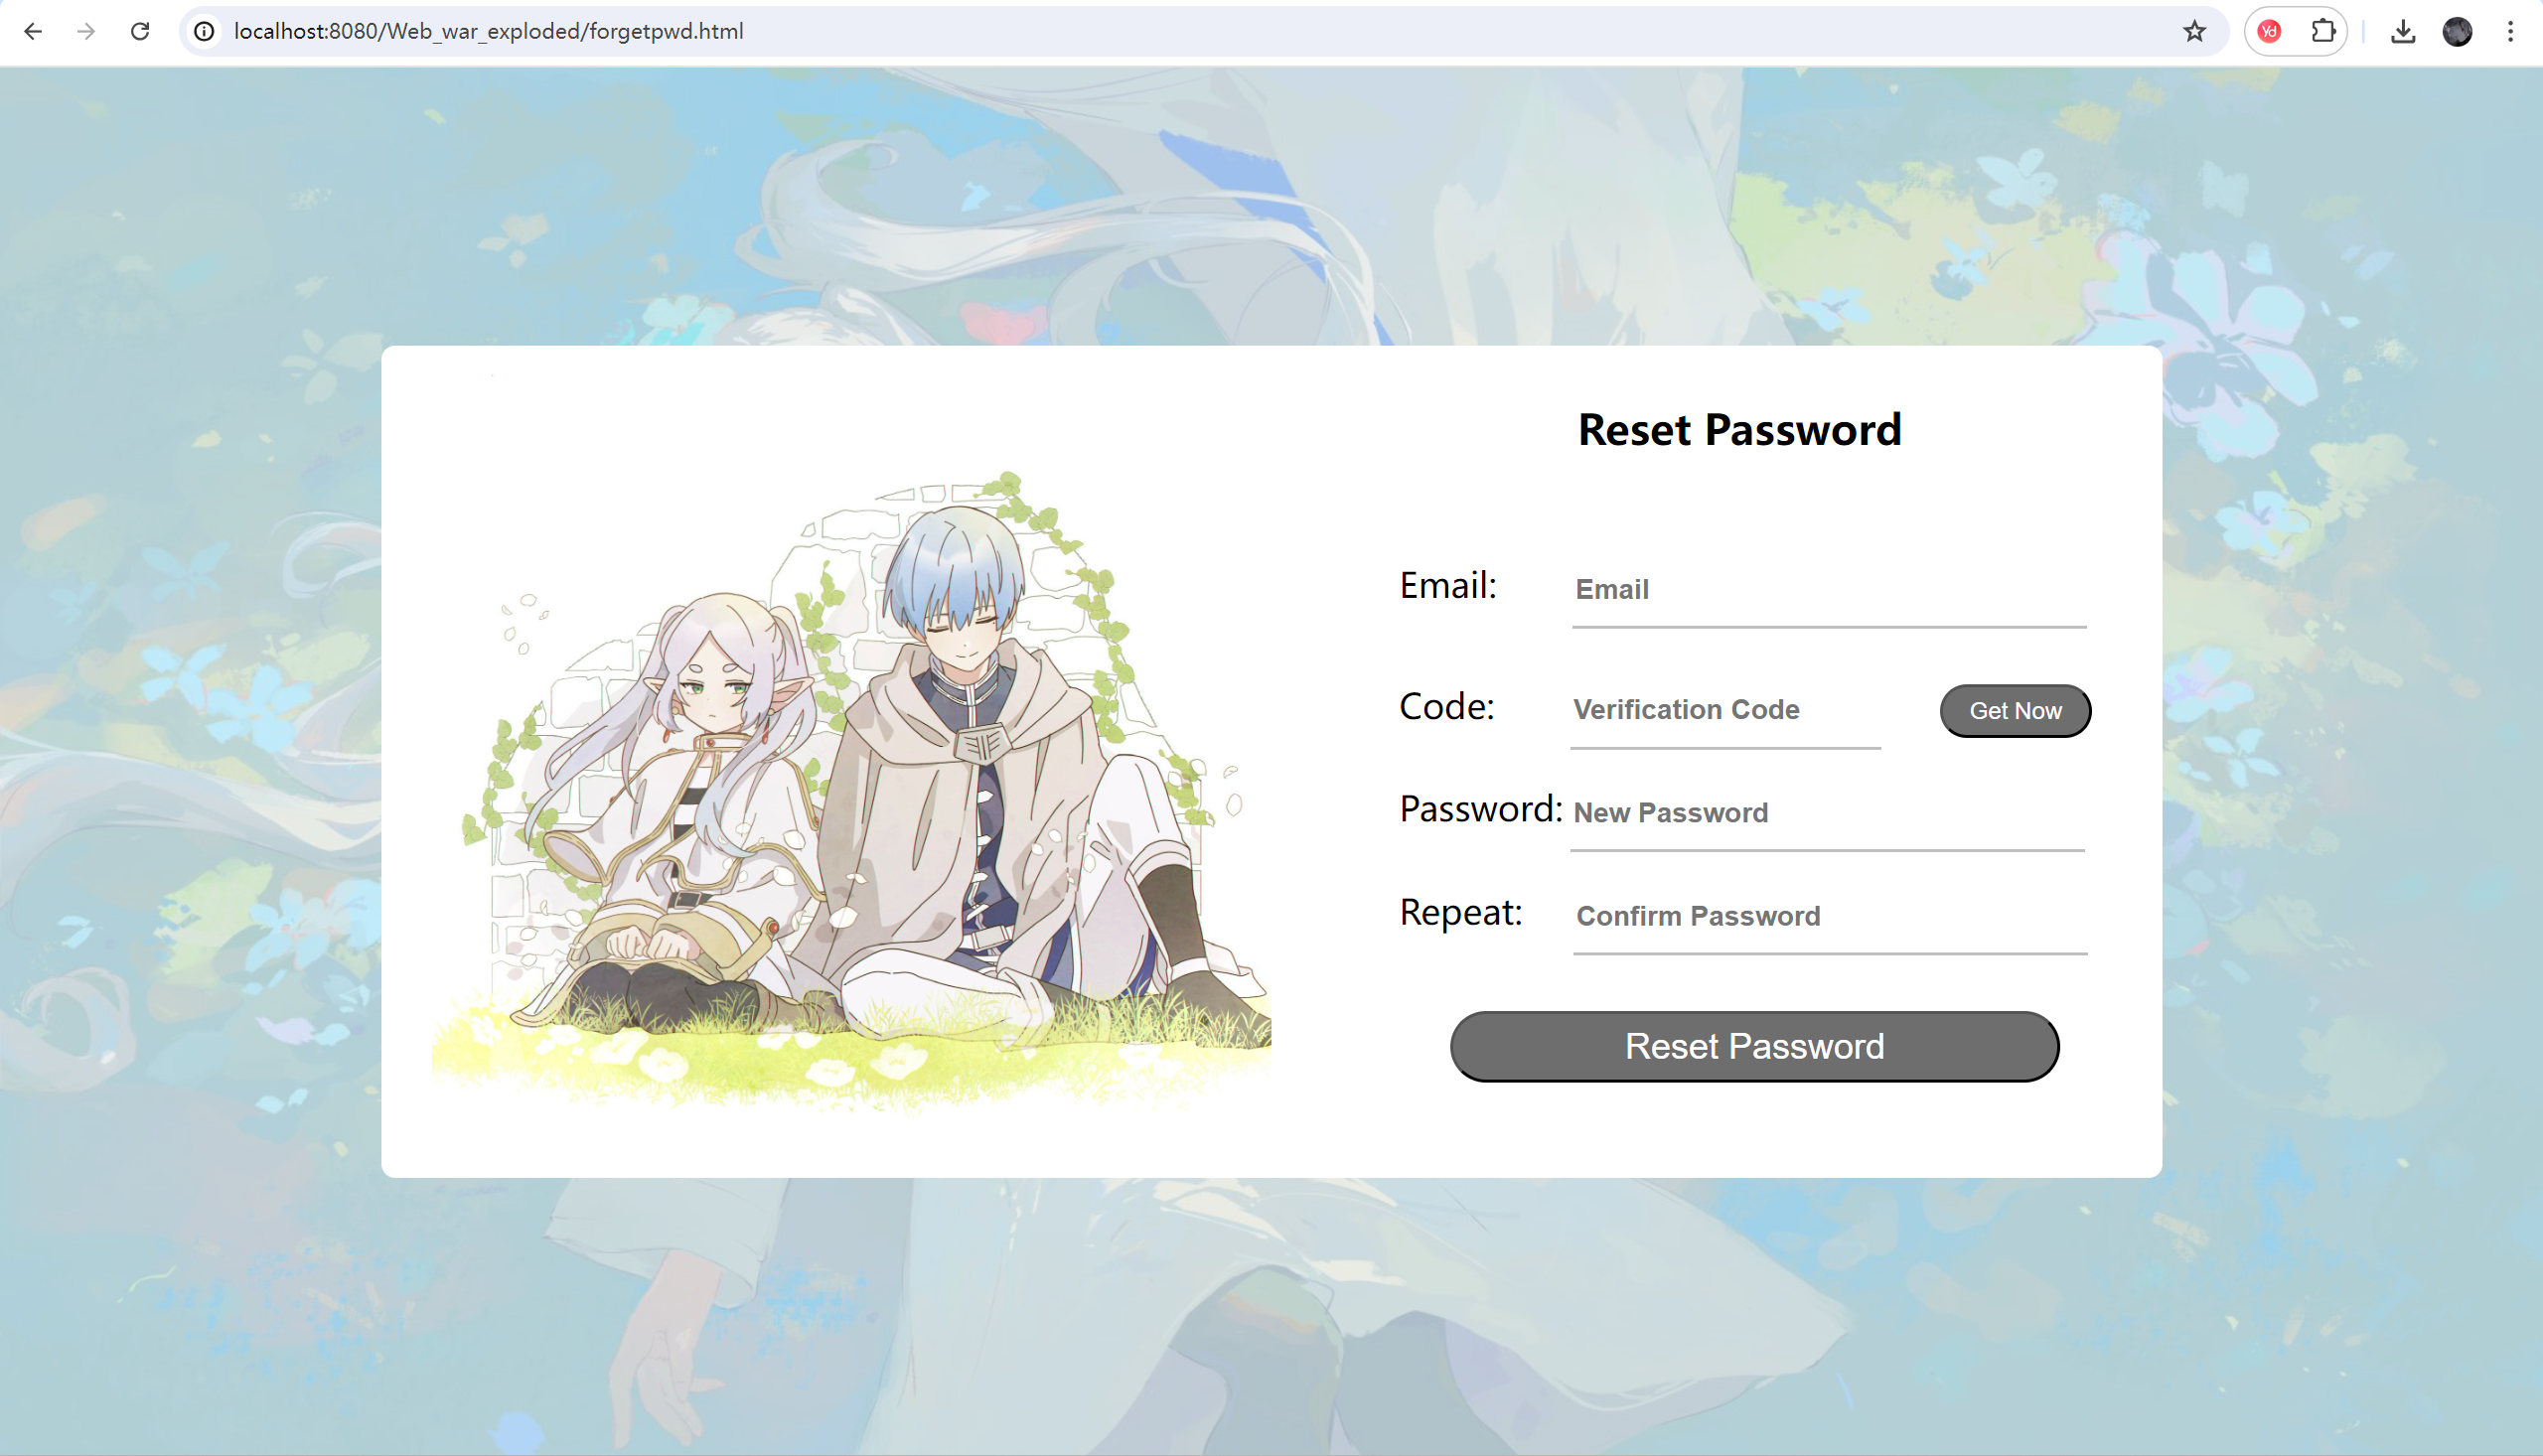 localhost:8080/Web_war_exploded/forgetpwd.html
Yd
Reset Password
Email: Email
Code: Verification Code Get Now
Password: New Password
Repeat: Confirm Password
Reset Password